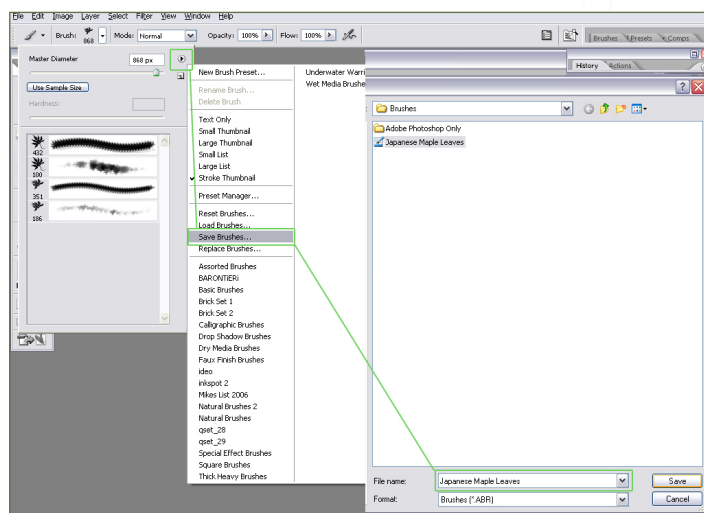 File Edit Image Layer Select Filter View Window Help
Brush: 868 Mode: Normal Opacity: 100% Flow: 100% Brushes Presets Comps
Master Diameter 868 px
Use Sample Size
Hardness:
432
100
351
186
New Brush Preset...
Rename Brush...
Delete Brush
Text Only
Small Thumbnail
Large Thumbnail
Small List
Large List
Stroke Thumbnail
Preset Manager...
Reset Brushes...
Load Brushes...
Save Brushes...
Replace Brushes...
Assorted Brushes
BARONTiERi
Basic Brushes
Brick Set 1
Brick Set 2
Calligraphic Brushes
Drop Shadow Brushes
Dry Media Brushes
Faux Finish Brushes
ideo
inkspot 2
Mikes List 2006
Natural Brushes 2
Natural Brushes
qset_28
qset_29
Special Effect Brushes
Square Brushes
Thick Heavy Brushes
Underwater Warri
Wet Media Brushe
History Actions
Brushes
Adobe Photoshop Only
Japanese Maple Leaves
File name: Japanese Maple Leaves Save
Format: Brushes (*.ABR) Cancel